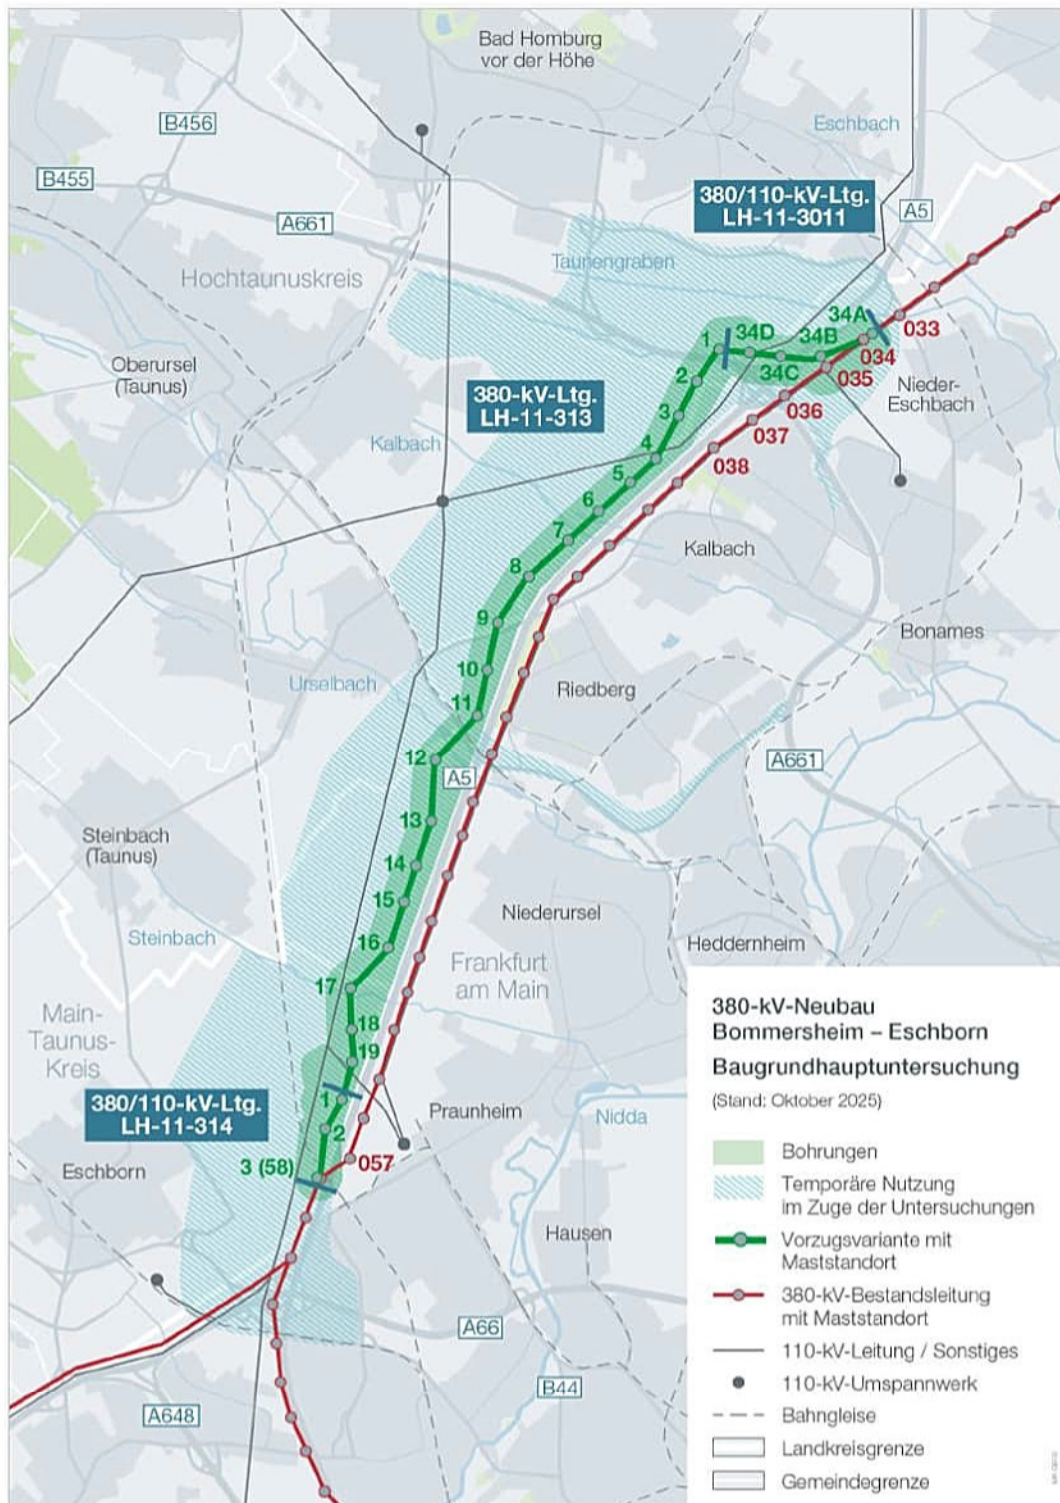 Bad Homburg
vor der Höhe
B456
Eschbach
B455
380/110-kV-Ltg.
LH-11-3011
A5
A661
Taunengraben
Hochtaunuskreis
34A
033
1
34D
34B
034
Oberursel
(Taunus)
2
34C
035
Nieder-
Eschbach
380-kV-Ltg.
LH-11-313
036
3
037
Kalbach
4
038
5
6
7
Kalbach
8
9
Bonames
10
Urselbach
Riedberg
11
12
A5
A661
13
Steinbach
(Taunus)
14
15
Niederursel
Steinbach
16
Heddernheim
Frankfurt
am Main
17
Main-
Taunus-
Kreis
18
19
380/110-kV-Ltg.
LH-11-314
1
Praunheim
Nidda
2
Eschborn
3 (58)
057
Hausen
A66
B44
A648
380-kV-Neubau
Bommersheim – Eschborn
Baugrundhauptuntersuchung
(Stand: Oktober 2025)
Bohrungen
Temporäre Nutzung
im Zuge der Untersuchungen
Vorzugsvariante mit
Maststandort
380-kV-Bestandsleitung
mit Maststandort
110-kV-Leitung / Sonstiges
110-kV-Umspannwerk
Bahngleise
Landkreisgrenze
Gemeindegrenze